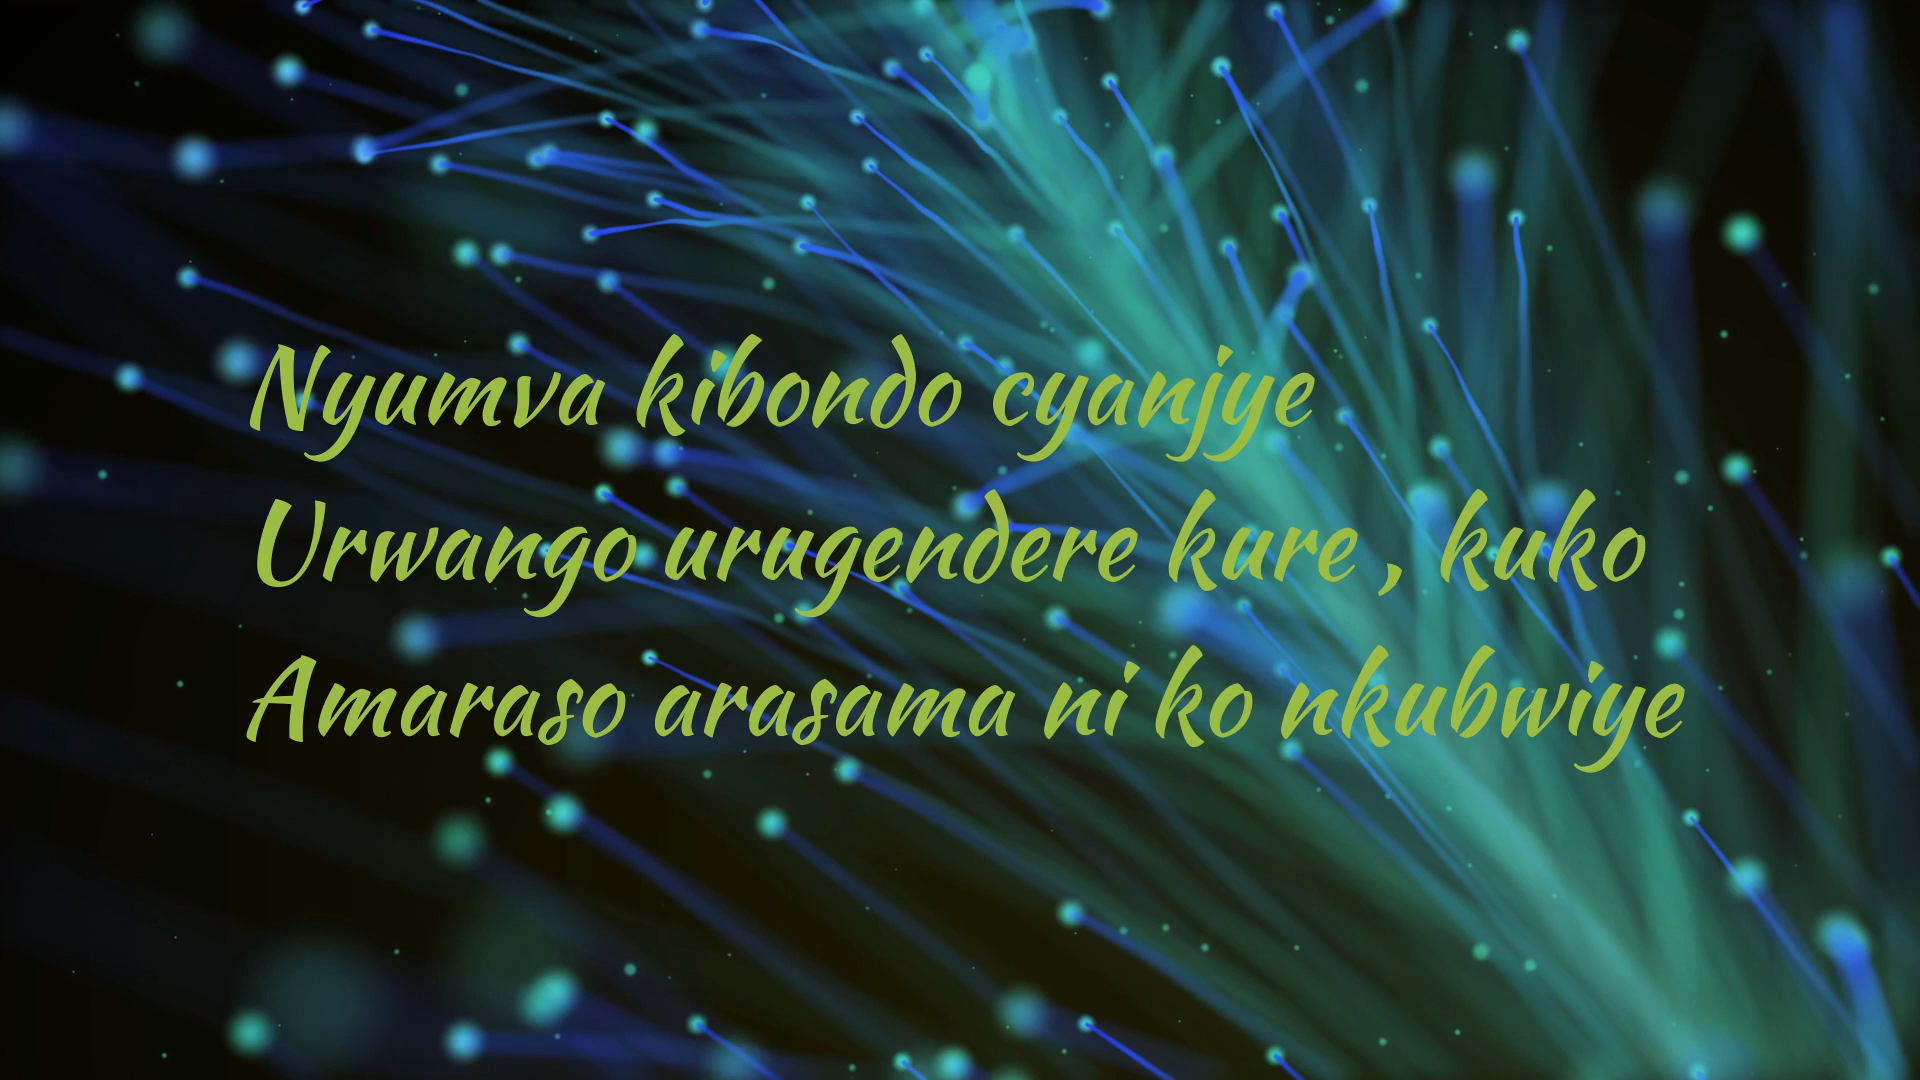 Nyumva kibondo cyanjye
Urwango urugendere kure , kuko
Amaraso arasama ni ko nkubwiye